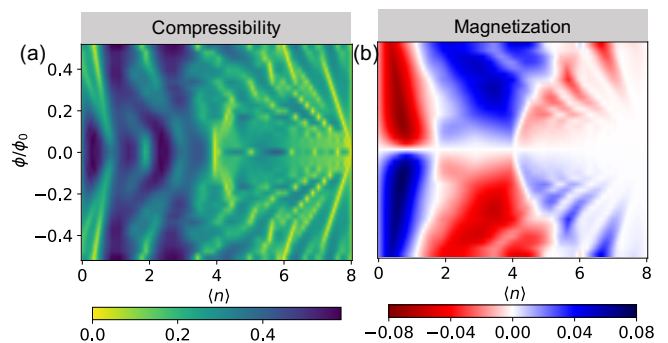 Compressibility
Magnetization
(a)
(b)
ϕ/ϕ₀
0.4
0.2
0.0
−0.2
−0.4
0 2 4 6 8
0 2 4 6 8
⟨n⟩
⟨n⟩
0.0 0.2 0.4
−0.08 −0.04 0.00 0.04 0.08